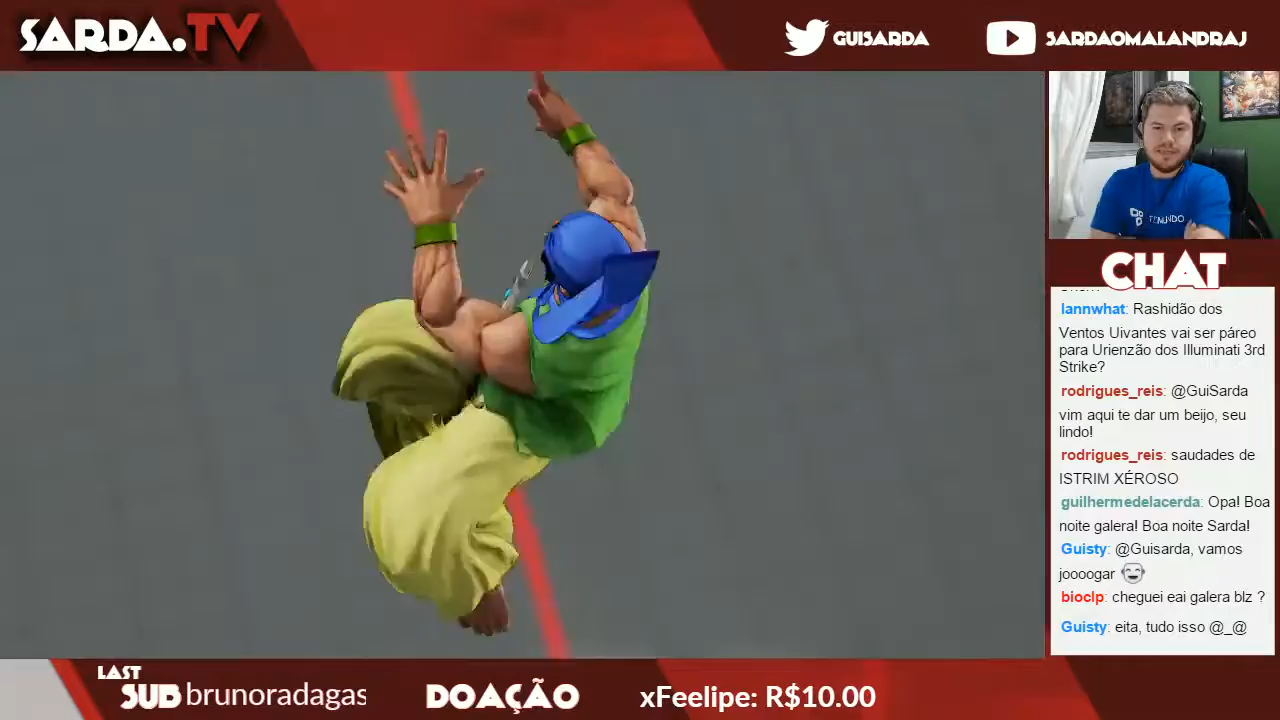 SARDA.TV
GUISARDA
SARDAOMALANDRAJ
TECMUNDO
CHAT
Iannwhat: Rashidão dos
Ventos Uivantes vai ser páreo
para Urienzão dos Illuminati 3rd
Strike?
rodrigues_reis: @GuiSarda
vim aqui te dar um beijo, seu
lindo!
rodrigues_reis: saudades de
ISTRIM XÉROSO
guilhermedelacerda: Opa! Boa
noite galera! Boa noite Sarda!
Guisty: @Guisarda, vamos
joooogar
bioclp: cheguei eai galera blz ?
Guisty: eita, tudo isso @_@
LAST
SUB brunoradagas
DOAÇÃO
xFeelipe: R$10.00